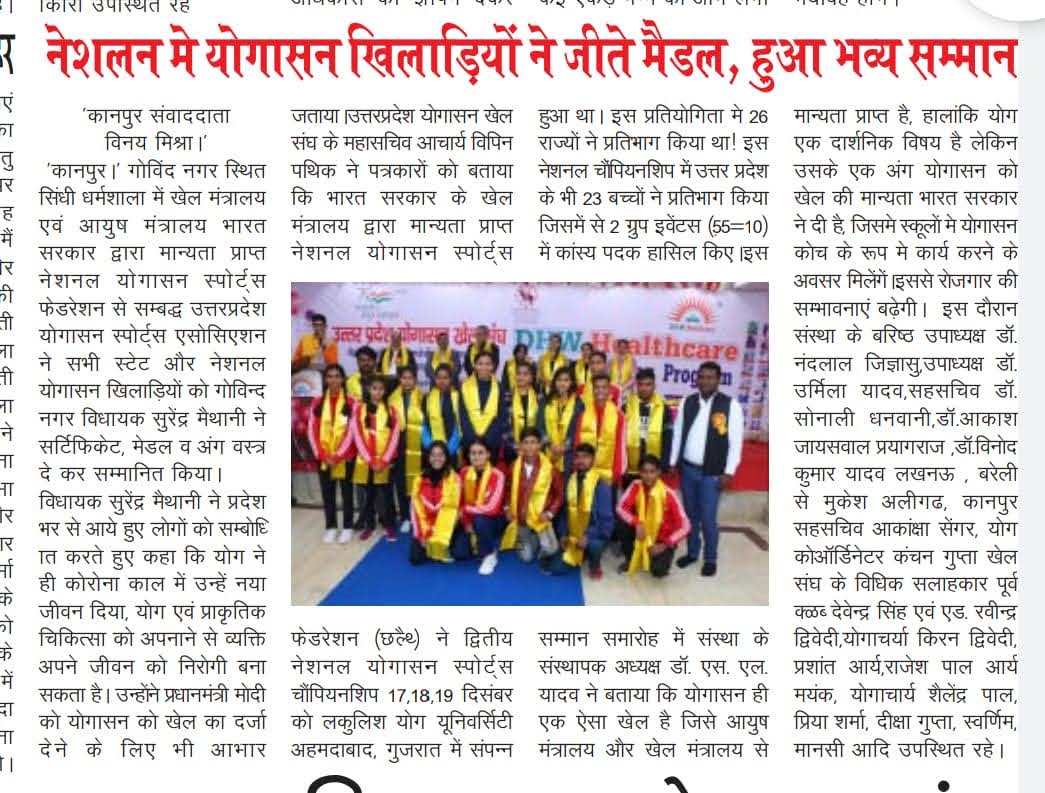 किारी उपस्थित रहे
नेशलन मे योगासन खिलाड़ियों ने जीते मैडल, हुआ भव्य सम्मान
'कानपुर संवाददाता
विनय मिश्रा।'
'कानपुर।' गोविंद नगर स्थित
सिंधी धर्मशाला में खेल मंत्रालय
एवं आयुष मंत्रालय भारत
सरकार द्वारा मान्यता प्राप्त
नेशनल योगासन स्पोर्ट्स
फेडरेशन से सम्बद्ध उत्तरप्रदेश
योगासन स्पोर्ट्स एसोसिएशन
ने सभी स्टेट और नेशनल
योगासन खिलाड़ियों को गोविन्द
नगर विधायक सुरेंद्र मैथानी ने
सर्टिफिकेट, मेडल व अंग वस्त्र
दे कर सम्मानित किया।
विधायक सुरेंद्र मैथानी ने प्रदेश
भर से आये हुए लोगों को सम्बोधि
ात करते हुए कहा कि योग ने
ही कोरोना काल में उन्हें नया
जीवन दिया, योग एवं प्राकृतिक
चिकित्सा को अपनाने से व्यक्ति
अपने जीवन को निरोगी बना
सकता है। उन्होंने प्रधानमंत्री मोदी
को योगासन को खेल का दर्जा
देने के लिए भी आभार
जताया।उत्तरप्रदेश योगासन खेल
संघ के महासचिव आचार्य विपिन
पथिक ने पत्रकारों को बताया
कि भारत सरकार के खेल
मंत्रालय द्वारा मान्यता प्राप्त
नेशनल योगासन स्पोर्ट्स
उत्तर प्रदेश योगासन खेल संघ
DHW Healthcare
Program
फेडरेशन (छल्थै) ने द्वितीय
नेशनल योगासन स्पोर्ट्स
चौंपियनशिप 17,18,19 दिसंबर
को लकुलिश योग यूनिवर्सिटी
अहमदाबाद, गुजरात में संपन्न
हुआ था। इस प्रतियोगिता मे 26
राज्यों ने प्रतिभाग किया था! इस
नेशनल चौंपियनशिप में उत्तर प्रदेश
के भी 23 बच्चों ने प्रतिभाग किया
जिसमें से 2 ग्रुप इवेंटस (55=10)
में कांस्य पदक हासिल किए।इस
सम्मान समारोह में संस्था के
संस्थापक अध्यक्ष डॉ. एस. एल.
यादव ने बताया कि योगासन ही
एक ऐसा खेल है जिसे आयुष
मंत्रालय और खेल मंत्रालय से
मान्यता प्राप्त है, हालांकि योग
एक दार्शनिक विषय है लेकिन
उसके एक अंग योगासन को
खेल की मान्यता भारत सरकार
ने दी है, जिसमे स्कूलों मे योगासन
कोच के रूप मे कार्य करने के
अवसर मिलेंगें।इससे रोजगार की
सम्भावनाएं बढ़ेगी। इस दौरान
संस्था के बरिष्ठ उपाध्यक्ष डॉ.
नंदलाल जिज्ञासु,उपाध्यक्ष डॉ.
उर्मिला यादव,सहसचिव डॉ.
सोनाली धनवानी,डॉ.आकाश
जायसवाल प्रयागराज ,डॉ.विनोद
कुमार यादव लखनऊ , बरेली
से मुकेश अलीगढ, कानपुर
सहसचिव आकांक्षा सेंगर, योग
कोऑर्डिनेटर कंचन गुप्ता खेल
संघ के विधिक सलाहकार पूर्व
क्ळब् देवेन्द्र सिंह एवं एड. रवीन्द्र
द्विवेदी,योगाचर्या किरन द्विवेदी,
प्रशांत आर्य,राजेश पाल आर्य
मयंक, योगाचार्य शैलेंद्र पाल,
प्रिया शर्मा, दीक्षा गुप्ता, स्वर्णिम,
मानसी आदि उपस्थित रहे।